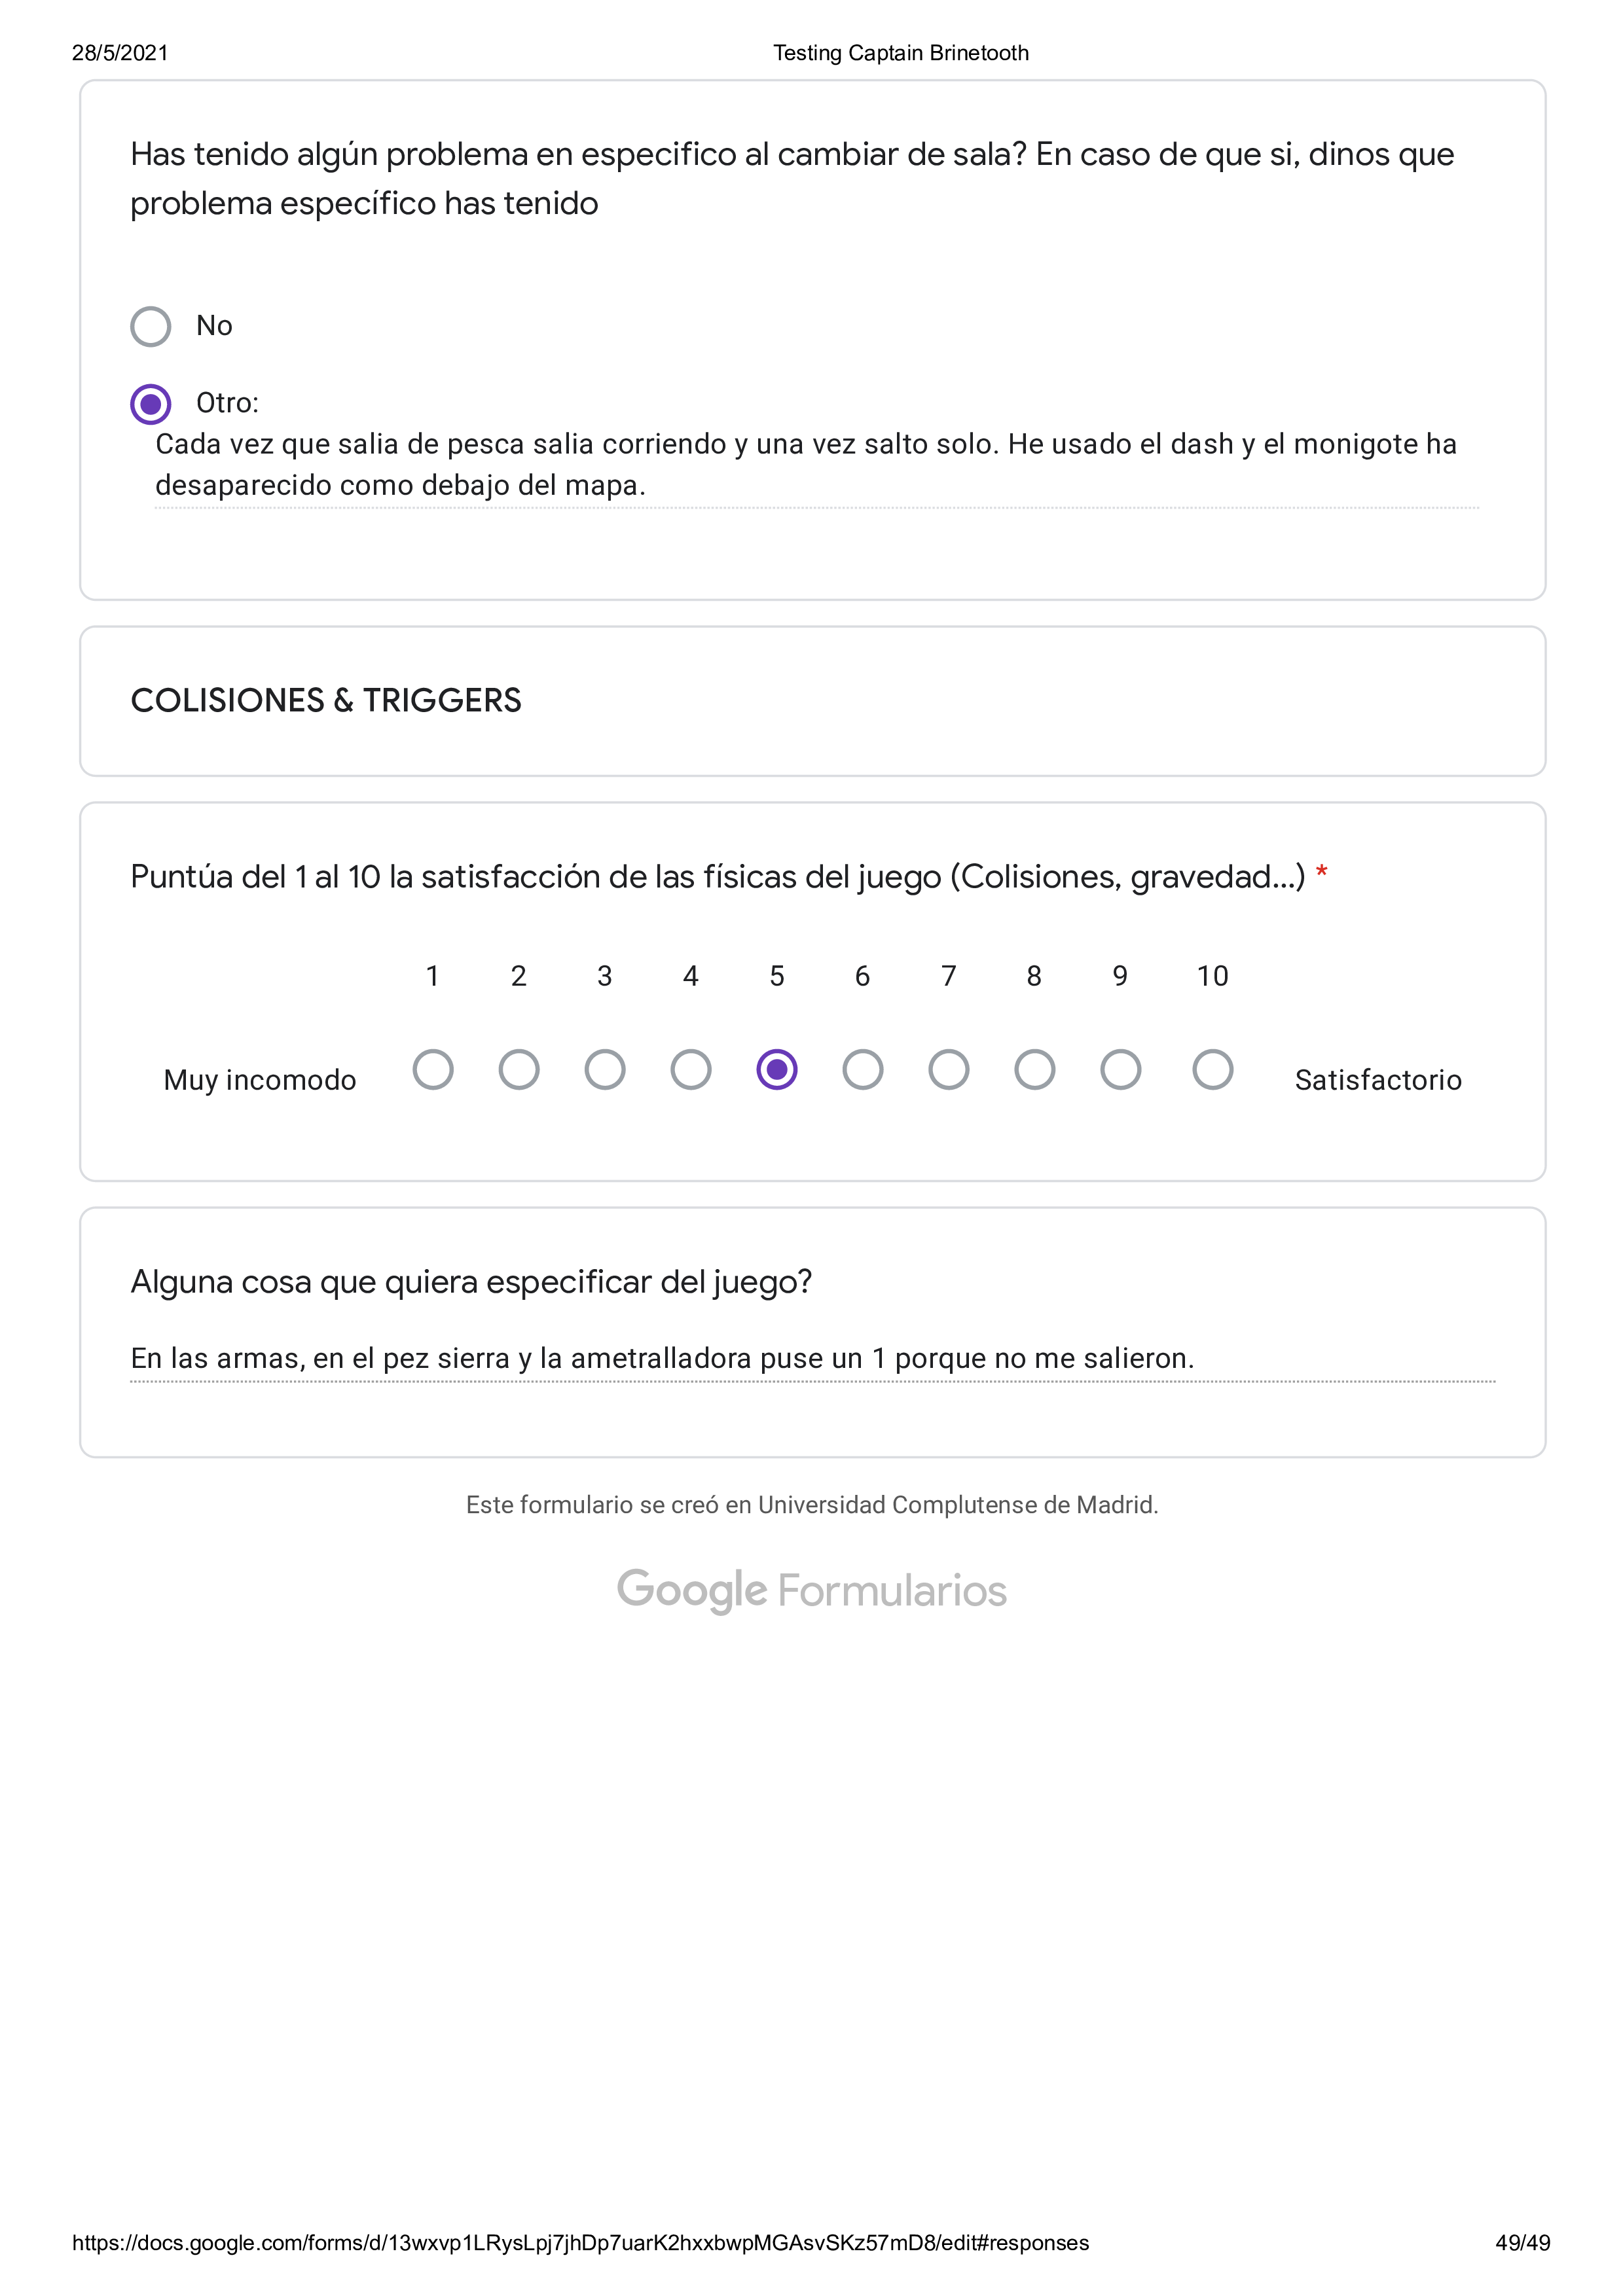 28/5/2021 Testing Captain Brinetooth
Has tenido algún problema en especifico al cambiar de sala? En caso de que si, dinos que
problema específico has tenido
No
Otro:
Cada vez que salia de pesca salia corriendo y una vez salto solo. He usado el dash y el monigote ha
desaparecido como debajo del mapa.
COLISIONES & TRIGGERS
Puntúa del 1 al 10 la satisfacción de las físicas del juego (Colisiones, gravedad...) *
1 2 3 4 5 6 7 8 9 10
Muy incomodo Satisfactorio
Alguna cosa que quiera especificar del juego?
En las armas, en el pez sierra y la ametralladora puse un 1 porque no me salieron.
Este formulario se creó en Universidad Complutense de Madrid.
Google Formularios
https://docs.google.com/forms/d/13wxvp1LRysLpj7jhDp7uarK2hxxbwpMGAsvSKz57mD8/edit#responses 49/49